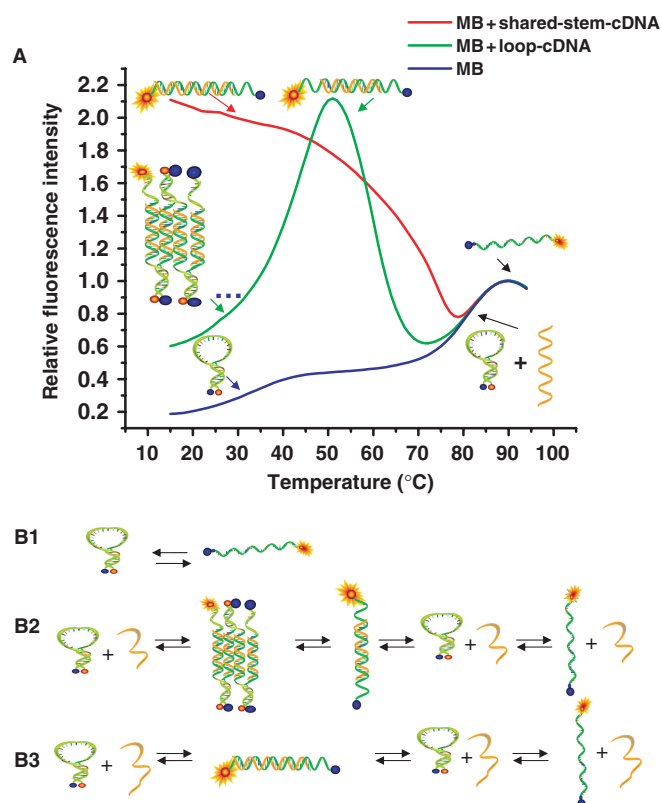 MB + shared-stem-cDNA
MB + loop-cDNA
MB
A
2.2
2.0
1.8
1.6
1.4
1.2
1.0
0.8
0.6
0.4
0.2
Relative fluorescence intensity
+
10 20 30 40 50 60 70 80 90 100
Temperature (°C)
B1
B2 + + +
B3 + + +